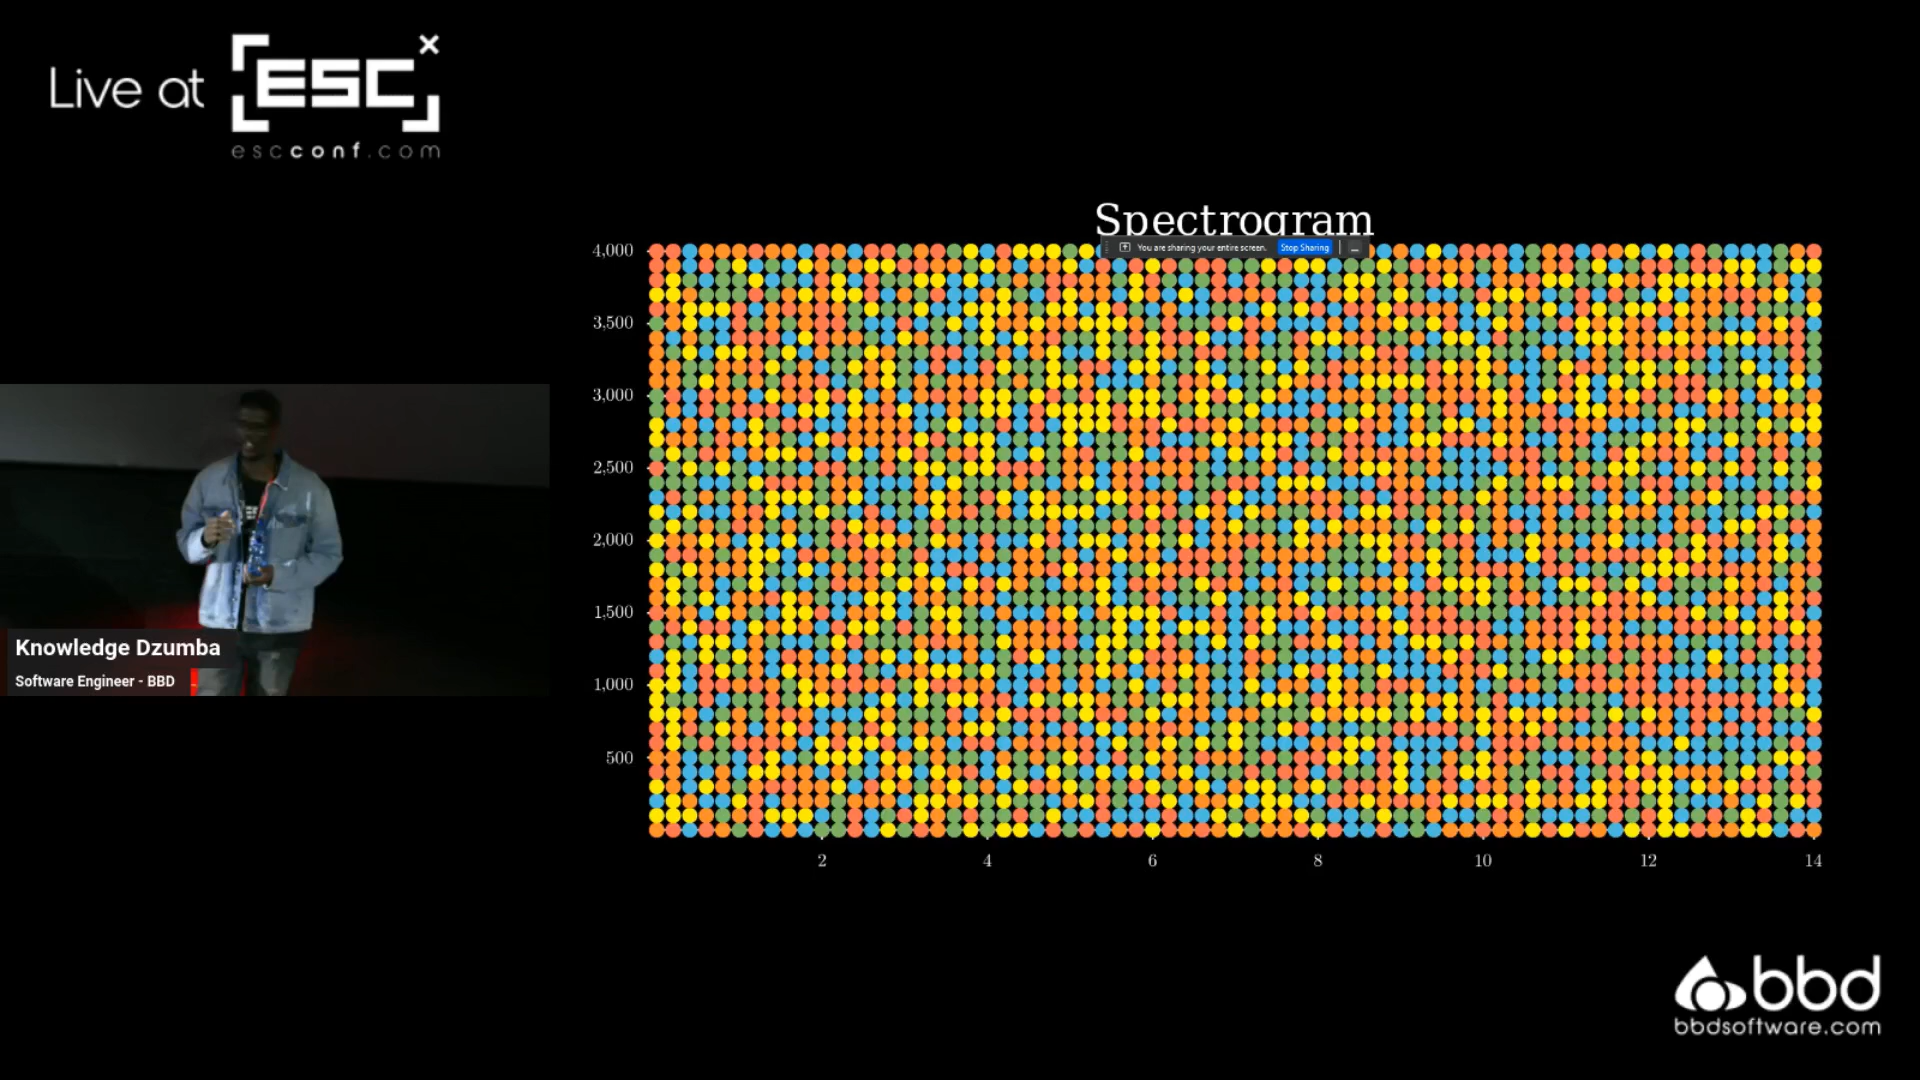 Live at ESC
escconf.com
Spectrogram
You are sharing your entire screen. Stop Sharing
4,000
3,500
3,000
2,500
2,000
1,500
1,000
500
2 4 6 8 10 12 14
Knowledge Dzumba
Software Engineer - BBD
bbd
bbdsoftware.com